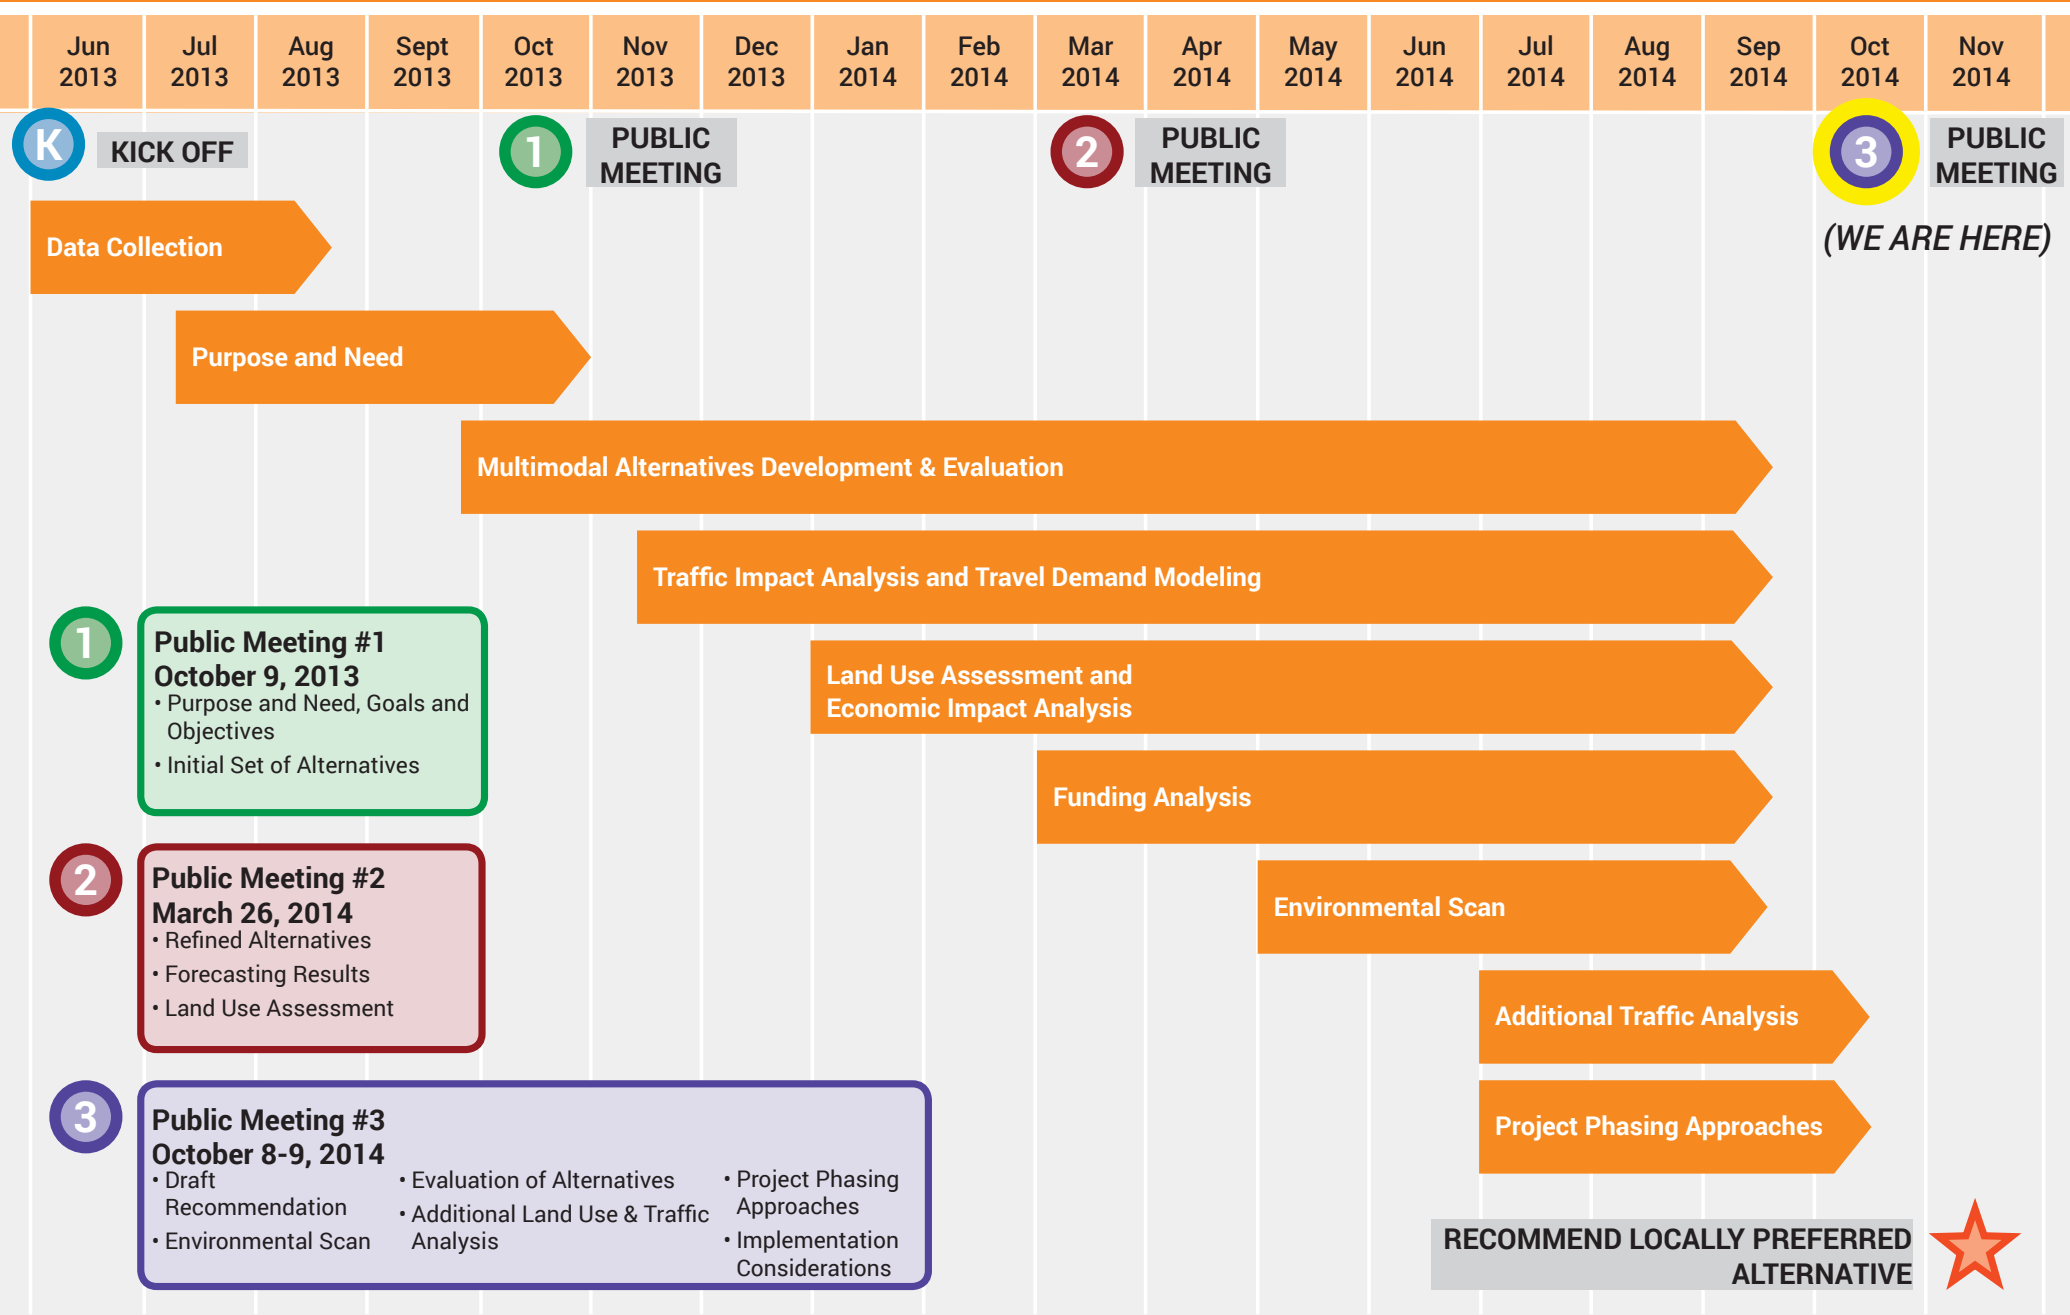 Jun Jul Aug Sept Oct Nov Dec Jan Feb Mar Apr May Jun Jul Aug Sep Oct Nov
2013 2013 2013 2013 2013 2013 2013 2014 2014 2014 2014 2014 2014 2014 2014 2014 2014 2014
K KICK OFF
1 PUBLIC
MEETING
2 PUBLIC
MEETING
3 PUBLIC
MEETING
(WE ARE HERE)
Data Collection
Purpose and Need
Multimodal Alternatives Development & Evaluation
Traffic Impact Analysis and Travel Demand Modeling
Land Use Assessment and
Economic Impact Analysis
Funding Analysis
Environmental Scan
Additional Traffic Analysis
Project Phasing Approaches
1
Public Meeting #1
October 9, 2013
• Purpose and Need, Goals and
Objectives
• Initial Set of Alternatives
2
Public Meeting #2
March 26, 2014
• Refined Alternatives
• Forecasting Results
• Land Use Assessment
3
Public Meeting #3
October 8-9, 2014
• Draft
Recommendation
• Environmental Scan
• Evaluation of Alternatives
• Additional Land Use & Traffic
Analysis
• Project Phasing
Approaches
• Implementation
Considerations
RECOMMEND LOCALLY PREFERRED
ALTERNATIVE